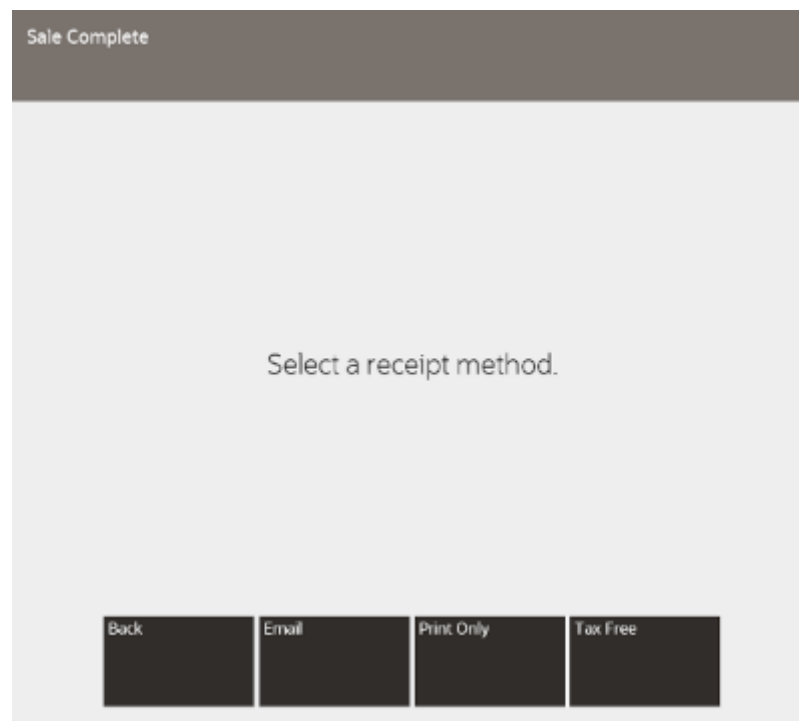 Sale Complete
Select a receipt method.
Back
Email
Print Only
Tax Free